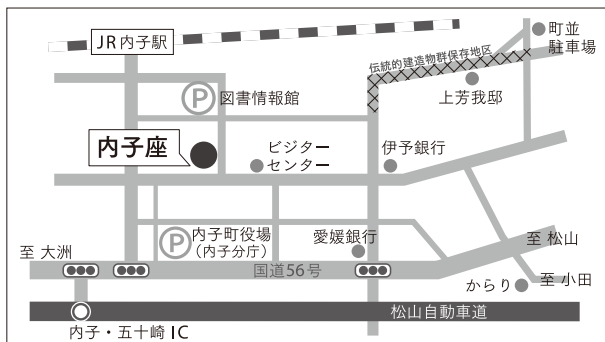 JR内子駅
町並
駐車場
伝統的建造物群保存地区
P 図書情報館
上芳我邸
内子座
ビジター
センター
伊予銀行
P 内子町役場
(内子分庁)
愛媛銀行
至 大洲
至 松山
国道56号
からり
至 小田
松山自動車道
内子・五十崎 IC